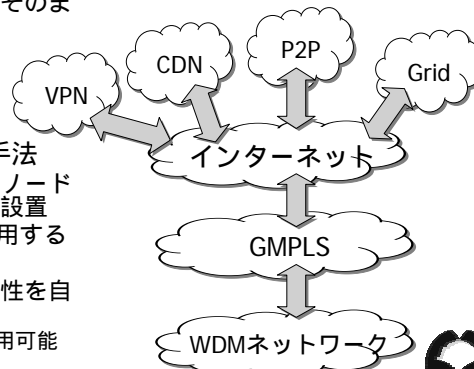 そのま
手法
ノード
設置
用する
性を自
用可能
VPN
CDN
P2P
Grid
インターネット
GMPLS
WDMネットワーク